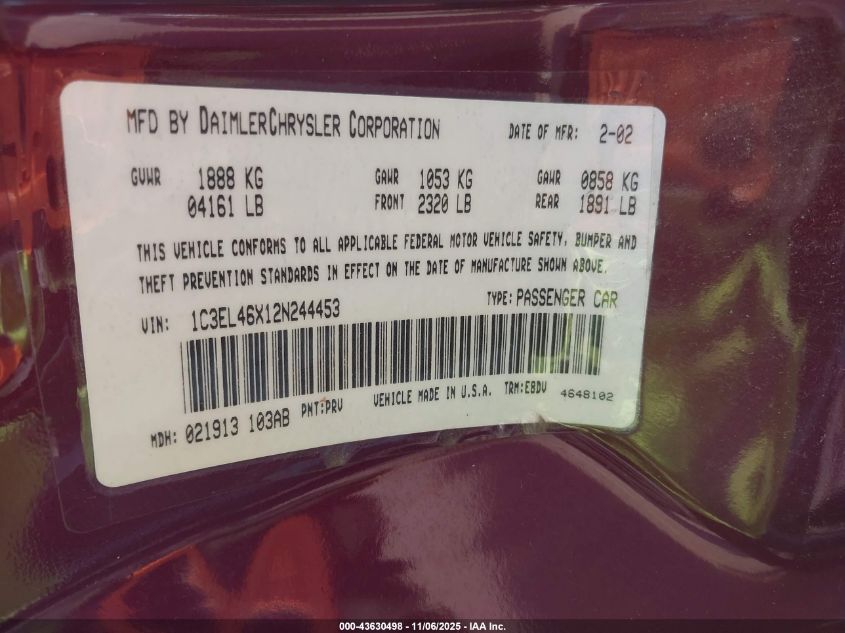 MFD BY DAIMLERCHRYSLER CORPORATION DATE OF MFR: 2-02
GVWR 1888 KG GAWR 1053 KG GAWR 0858 KG
04161 LB FRONT 2320 LB REAR 1891 LB
THIS VEHICLE CONFORMS TO ALL APPLICABLE FEDERAL MOTOR VEHICLE SAFETY, BUMPER AND
THEFT PREVENTION STANDARDS IN EFFECT ON THE DATE OF MANUFACTURE SHOWN ABOVE.
VIN: 1C3EL46X12N244453 TYPE: PASSENGER CAR
MDH: 021913 103AB PNT:PRV VEHICLE MADE IN U.S.A. TRM:EBDV 4648102
000-43630498 - 11/06/2025 - IAA Inc.